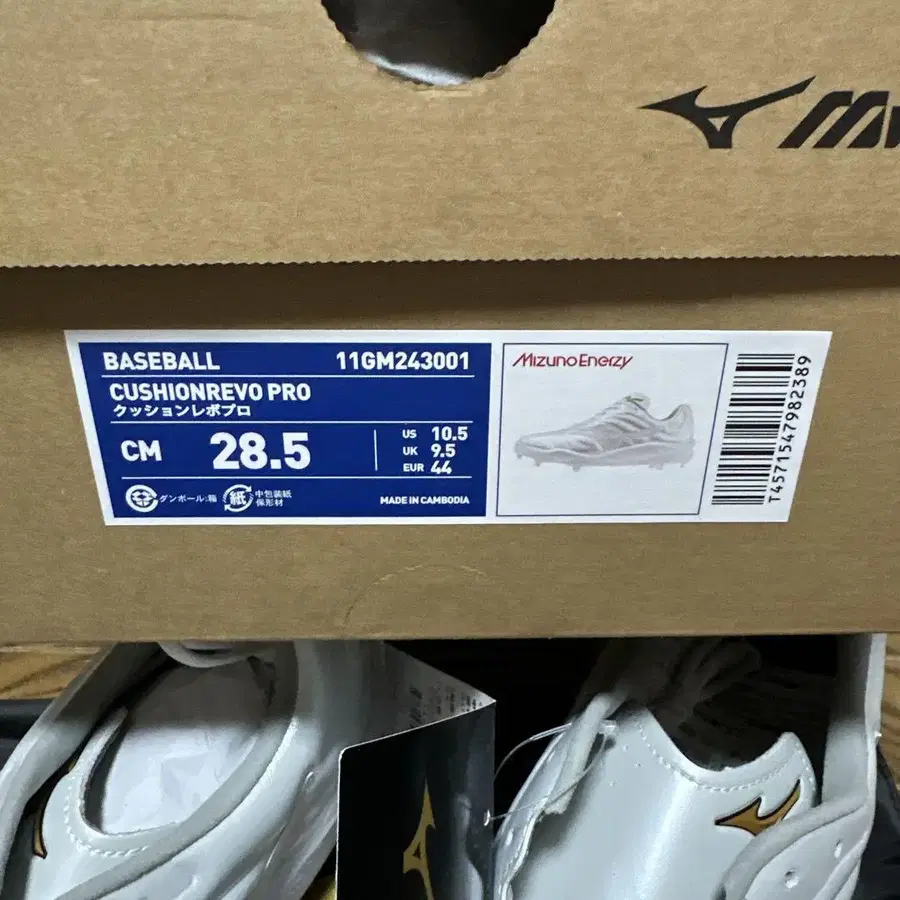 BASEBALL 11GM243001
CUSHIONREVO PRO
クッションレボプロ
CM 28.5
US 10.5
UK 9.5
EUR 44
ダンボール:箱
紙 中包装紙
保形材
MADE IN CAMBODIA
Mizuno Energy
T4571547982389